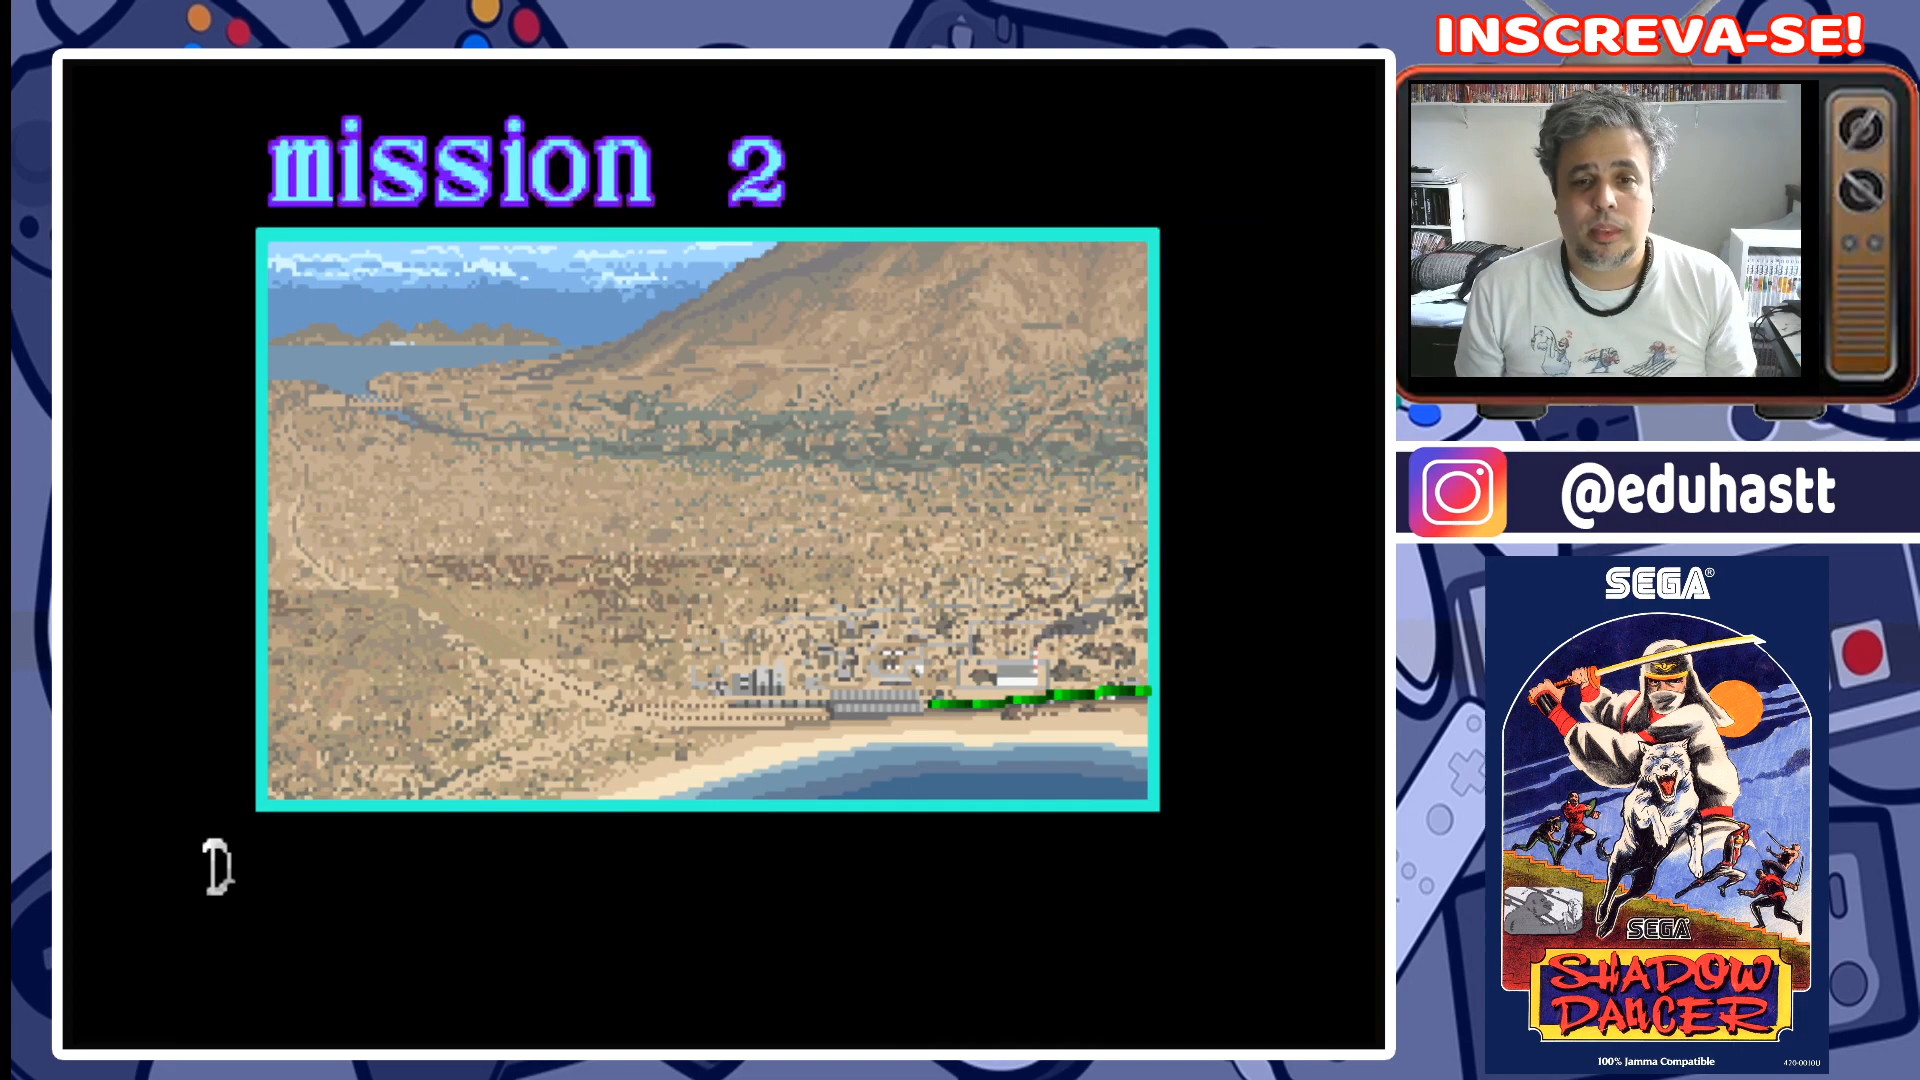 INSCREVA-SE!
mission 2
D
@eduhastt
SEGA®
SEGA
SHADOW
DANCER
100% Jamma Compatible